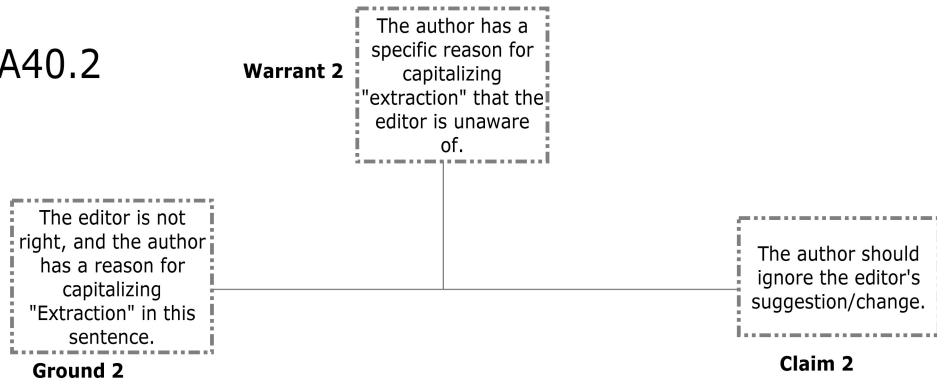 A40.2
Warrant 2
The author has a
specific reason for
capitalizing
"extraction" that the
editor is unaware
of.
The editor is not
right, and the author
has a reason for
capitalizing
"Extraction" in this
sentence.
Ground 2
The author should
ignore the editor's
suggestion/change.
Claim 2